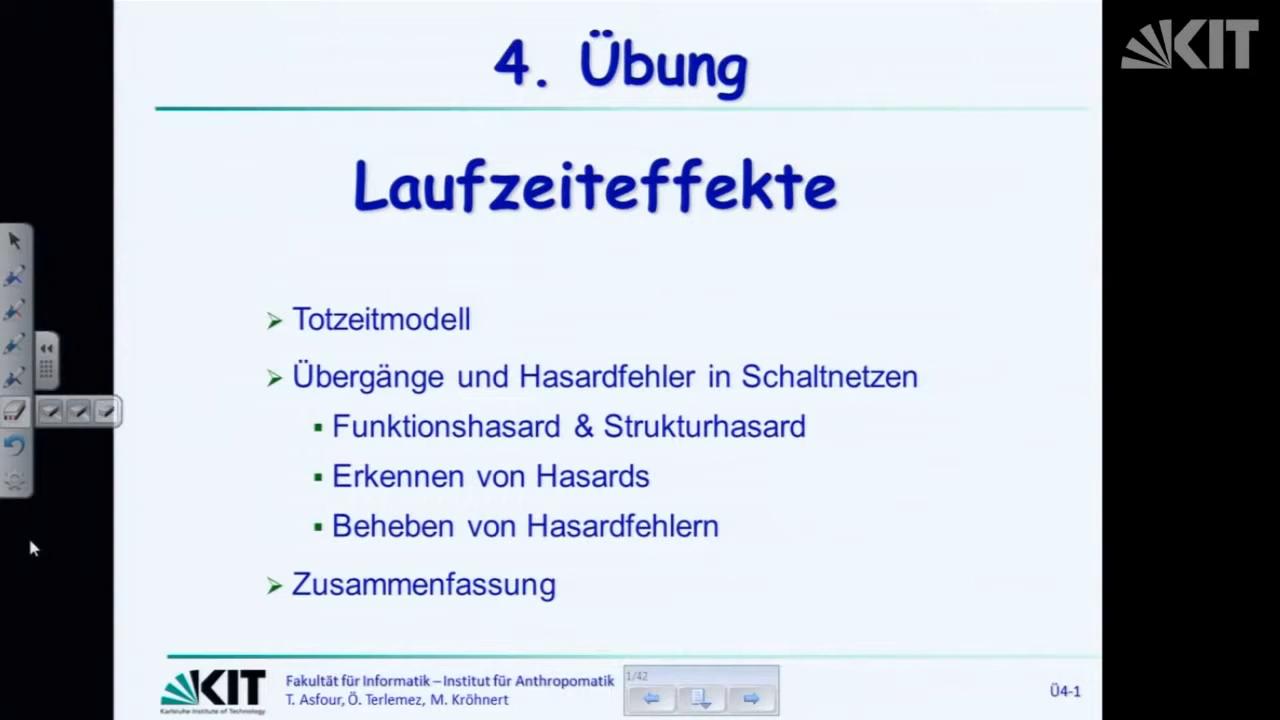 KIT
4. Übung
Laufzeiteffekte
Totzeitmodell
Übergänge und Hasardfehler in Schaltnetzen
Funktionshasard & Strukturhasard
Erkennen von Hasards
Beheben von Hasardfehlern
Zusammenfassung
KIT
Karlsruhe Institute of Technology
Fakultät für Informatik – Institut für Anthropomatik
T. Asfour, Ö. Terlemez, M. Kröhnert
1/42
Ü4-1